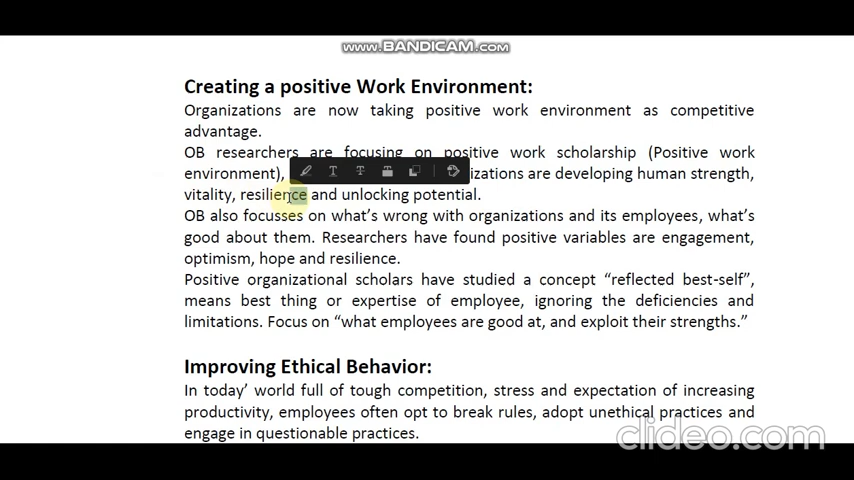 www.BANDICAM.com
Creating a positive Work Environment:
Organizations are now taking positive work environment as competitive
advantage.
OB researchers are focusing on positive work scholarship (Positive work
environment), izations are developing human strength,
vitality, resilience and unlocking potential.
OB also focusses on what’s wrong with organizations and its employees, what’s
good about them. Researchers have found positive variables are engagement,
optimism, hope and resilience.
Positive organizational scholars have studied a concept “reflected best-self”,
means best thing or expertise of employee, ignoring the deficiencies and
limitations. Focus on “what employees are good at, and exploit their strengths.”
Improving Ethical Behavior:
In today’ world full of tough competition, stress and expectation of increasing
productivity, employees often opt to break rules, adopt unethical practices and
engage in questionable practices.
clideo.com